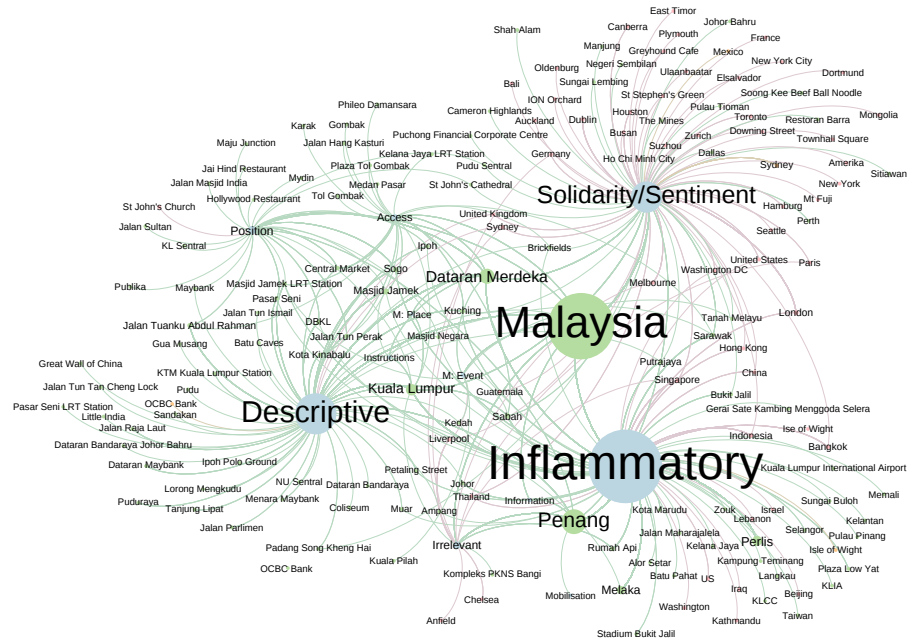 East Timor
Johor Bahru
Canberra
Shah Alam
Plymouth
France
Manjung
Greyhound Cafe
Mexico
New York City
Negeri Sembilan
Oldenburg
Ulaanbaatar
Dortmund
Sungai Lembing
Elsalvador
Bali
St Stephen's Green
Soong Kee Beef Ball Noodle
ION Orchard
Phileo Damansara
Pulau Tioman
Cameron Highlands
Houston
Mongolia
Toronto
Restoran Barra
Auckland
Dublin
The Mines
Karak
Gombak
Busan
Downing Street
Puchong Financial Corporate Centre
Zurich
Townhall Square
Maju Junction
Jalan Hang Kasturi
Suzhou
Kelana Jaya LRT Station
Germany
Dallas
Ho Chi Minh City
Amerika
Plaza Tol Gombak
Pudu Sentral
Sydney
Jai Hind Restaurant
Sitiawan
Mydin
Jalan Masjid India
Medan Pasar
St John's Cathedral
New York
Tol Gombak
Solidarity/Sentiment
Hollywood Restaurant
Mt Fuji
St John's Church
Hamburg
United Kingdom
Access
Perth
Jalan Sultan
Sydney
Position
Seattle
KL Sentral
Ipoh
Brickfields
United States
Paris
Central Market
Sogo
Washington DC
Dataran Merdeka
Masjid Jamek LRT Station
Melbourne
Publika
Maybank
Masjid Jamek
Pasar Seni
Kuching
Jalan Tun Ismail
M: Place
London
Tanah Melayu
DBKL
Malaysia
Jalan Tuanku Abdul Rahman
Jalan Tun Perak
Masjid Negara
Sarawak
Gua Musang
Batu Caves
Hong Kong
Kota Kinabalu
Instructions
Great Wall of China
Putrajaya
KTM Kuala Lumpur Station
China
M: Event
Singapore
Jalan Tun Tan Cheng Lock
Pudu
Kuala Lumpur
Guatemala
Bukit Jalil
OCBC Bank
Pasar Seni LRT Station
Descriptive
Gerai Sate Kambing Menggoda Selera
Little India
Sandakan
Sabah
Jalan Raja Laut
Kedah
Ise of Wight
Indonesia
Liverpool
Dataran Bandaraya Johor Bahru
Bangkok
Dataran Maybank
Ipoh Polo Ground
Inflammatory
Petaling Street
Kuala Lumpur International Airport
NU Sentral
Dataran Bandaraya
Johor
Lorong Mengkudu
Menara Maybank
Thailand
Information
Memali
Puduraya
Sungai Buloh
Tanjung Lipat
Coliseum
Muar
Ampang
Kota Marudu
Zouk
Israel
Lebanon
Penang
Kelantan
Jalan Parlimen
Jalan Maharajalela
Selangor
Pulau Pinang
Irrelevant
Kelana Jaya
Perlis
Padang Song Kheng Hai
Rumah Api
Isle of Wight
Kuala Pilah
Alor Setar
Kampung Teminang
OCBC Bank
Plaza Low Yat
Kompleks PKNS Bangi
Batu Pahat
US
Langkau
KLIA
Melaka
Iraq
Mobilisation
Beijing
Chelsea
Washington
KLCC
Anfield
Taiwan
Kathmandu
Stadium Bukit Jalil